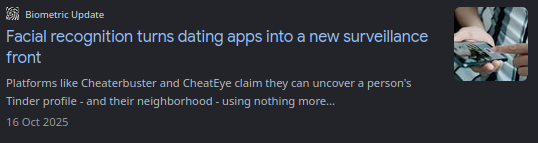 Biometric Update
Facial recognition turns dating apps into a new surveillance
front
Platforms like Cheaterbuster and CheatEye claim they can uncover a person's
Tinder profile - and their neighborhood - using nothing more...
16 Oct 2025